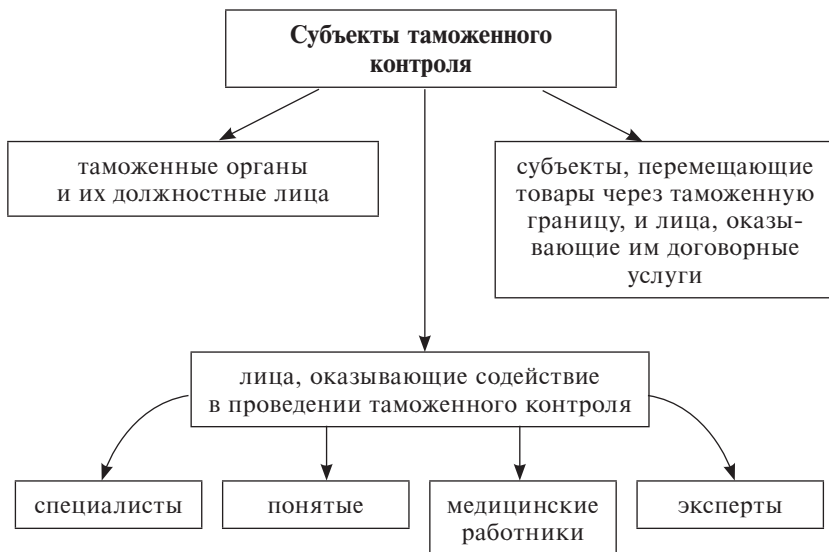 Субъекты таможенного
контроля
таможенные органы
и их должностные лица
субъекты, перемещающие
товары через таможенную
границу, и лица, оказы-
вающие им договорные
услуги
лица, оказывающие содействие
в проведении таможенного контроля
специалисты
понятые
медицинские
работники
эксперты